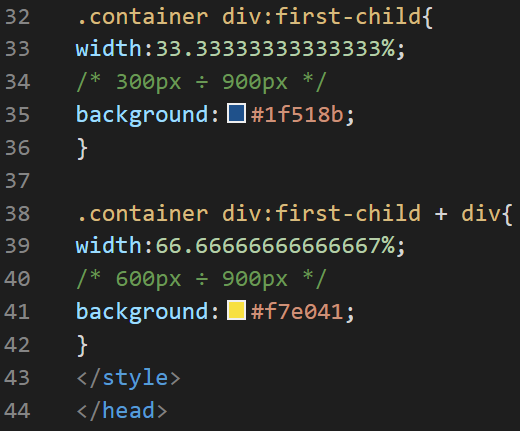 32 .container div:first-child{
33 width:33.33333333333333%;
34 /* 300px ÷ 900px */
35 background:#1f518b;
36 }
37
38 .container div:first-child + div{
39 width:66.66666666666667%;
40 /* 600px ÷ 900px */
41 background:#f7e041;
42 }
43 </style>
44 </head>